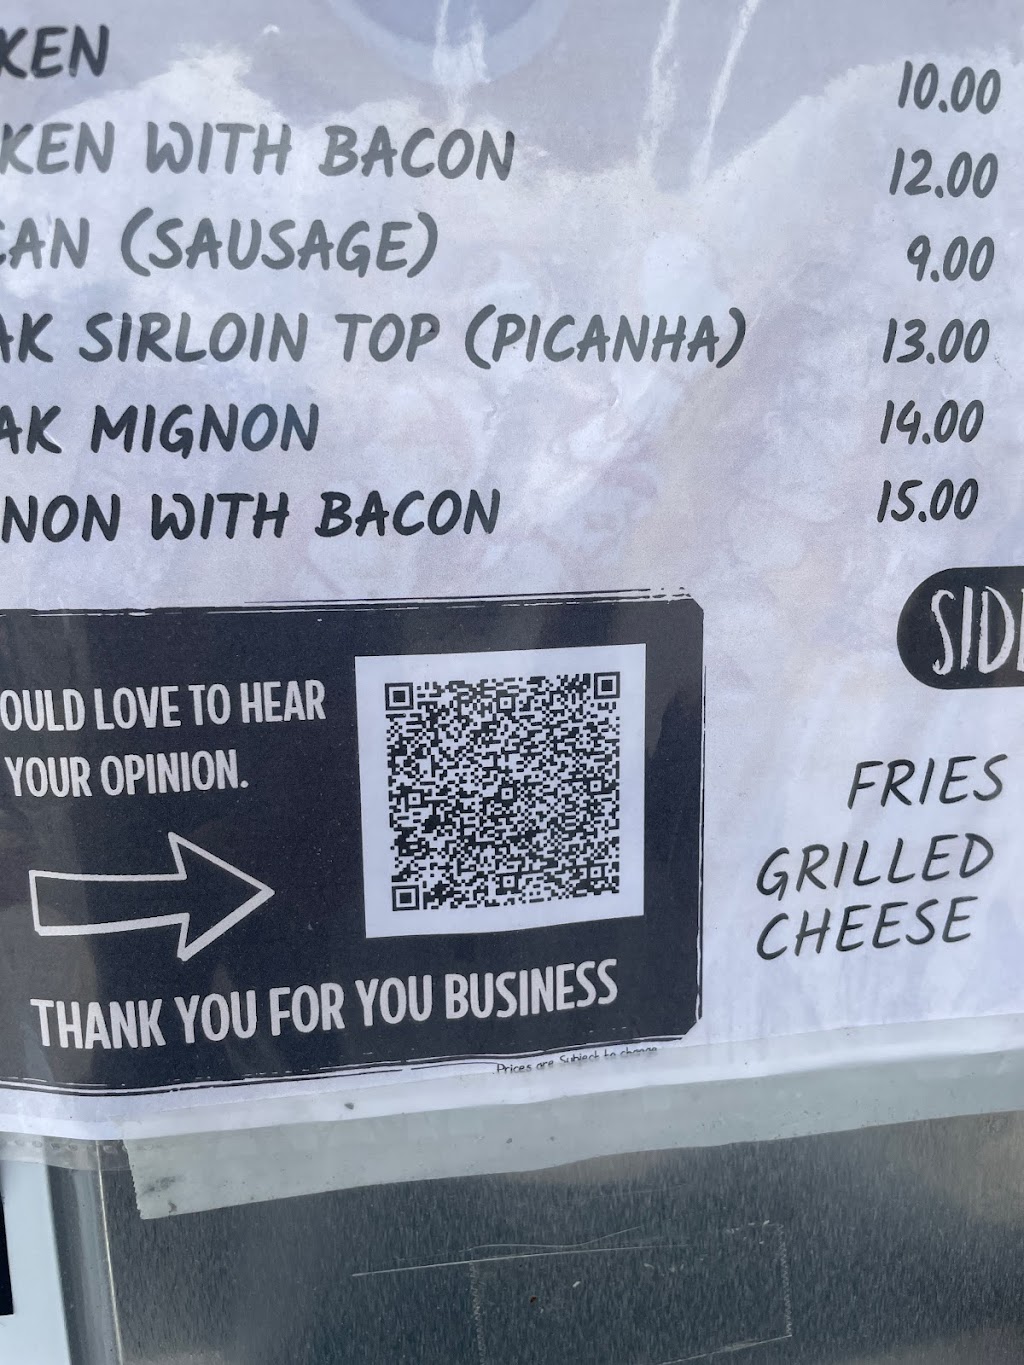 KEN 10.00
KEN WITH BACON 12.00
CAN (SAUSAGE) 9.00
AK SIRLOIN TOP (PICANHA) 13.00
AK MIGNON 14.00
NON WITH BACON 15.00
OULD LOVE TO HEAR
YOUR OPINION.
THANK YOU FOR YOU BUSINESS
Prices are Subject to change
SIDE
FRIES
GRILLED
CHEESE